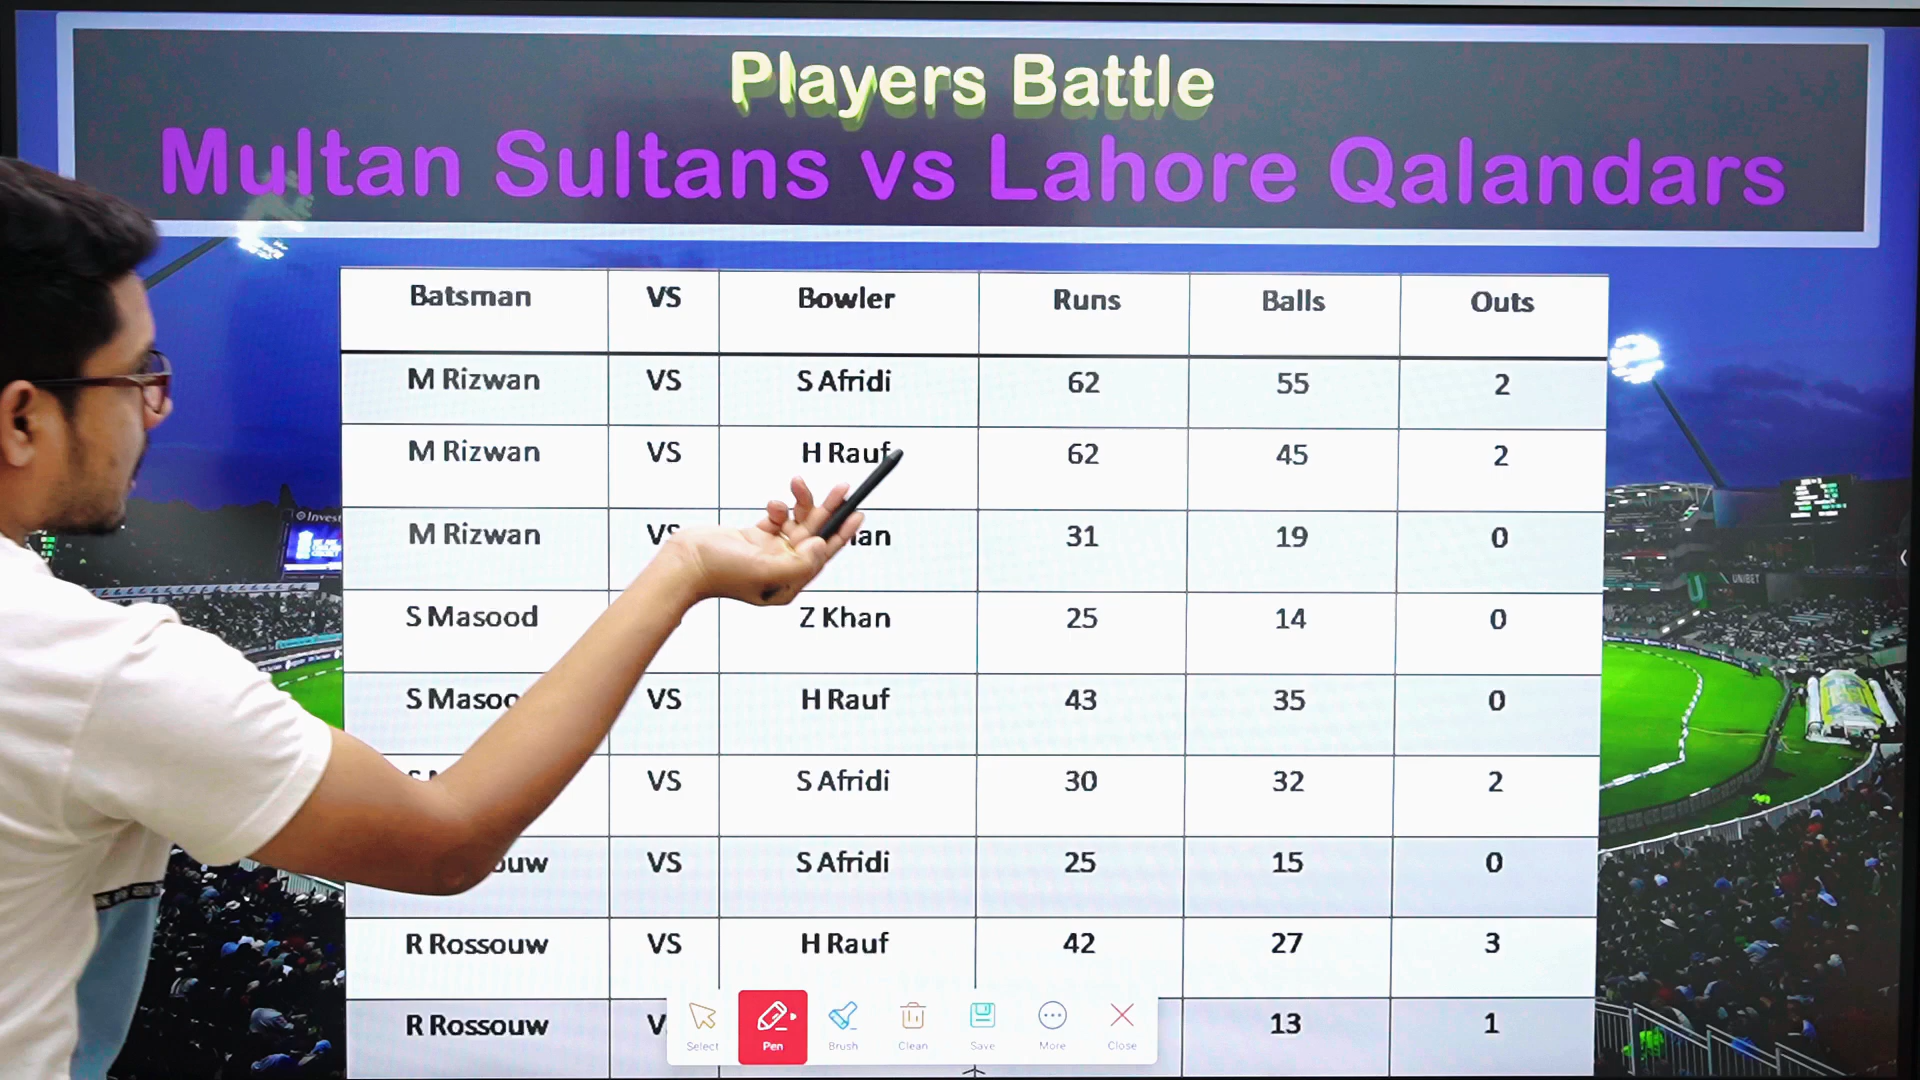 Players Battle
Multan Sultans vs Lahore Qalandars
Batsman VS Bowler Runs Balls Outs
M Rizwan VS S Afridi 62 55 2
M Rizwan VS H Rauf 62 45 2
M Rizwan 31 19 0
S Masood Z Khan 25 14 0
VS H Rauf 43 35 0
VS S Afridi 30 32 2
VS S Afridi 25 15 0
R Rossouw VS H Rauf 42 27 3
R Rossouw 13 1
Select Pen Brush Clean Save More Close
UNIBET